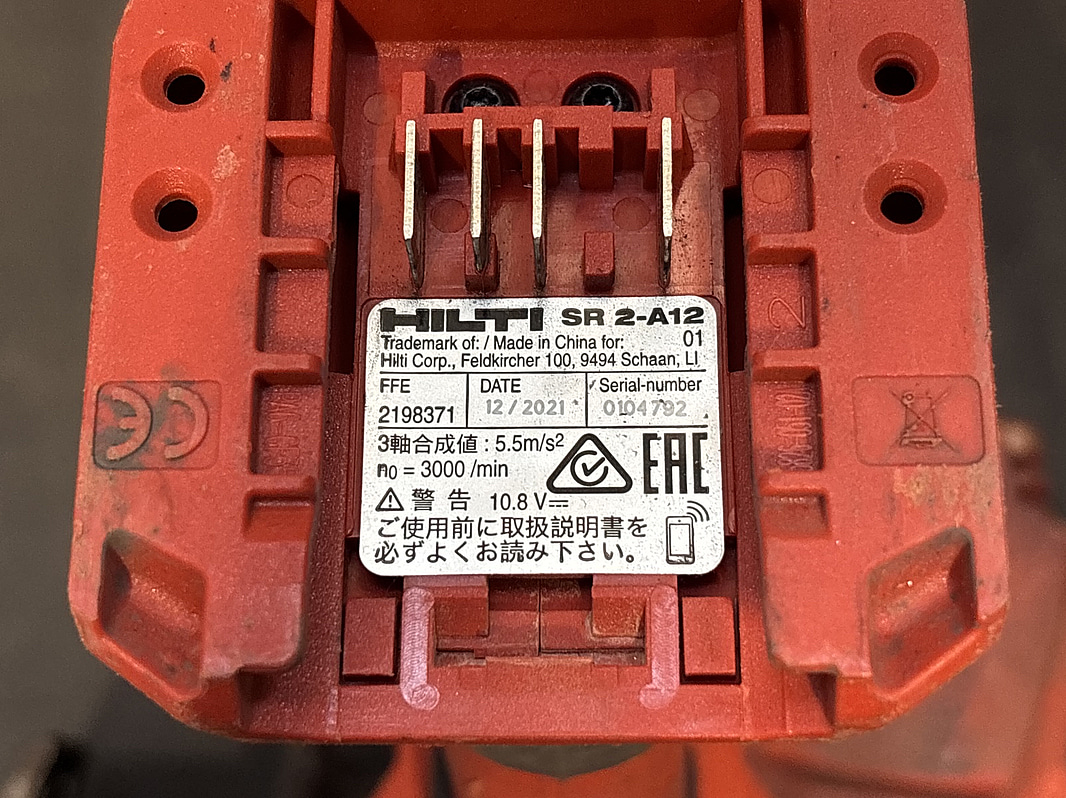 HILTI SR 2-A12
Trademark of: / Made in China for: 01
Hilti Corp., Feldkircher 100, 9494 Schaan, LI
FFE DATE Serial-number
2198371 12/2021 0104792
3軸合成値 : 5.5m/s²
n₀ = 3000 /min
EAC
⚠ 警告 10.8 V⎓
ご使用前に取扱説明書を
必ずよくお読み下さい。
CE
2